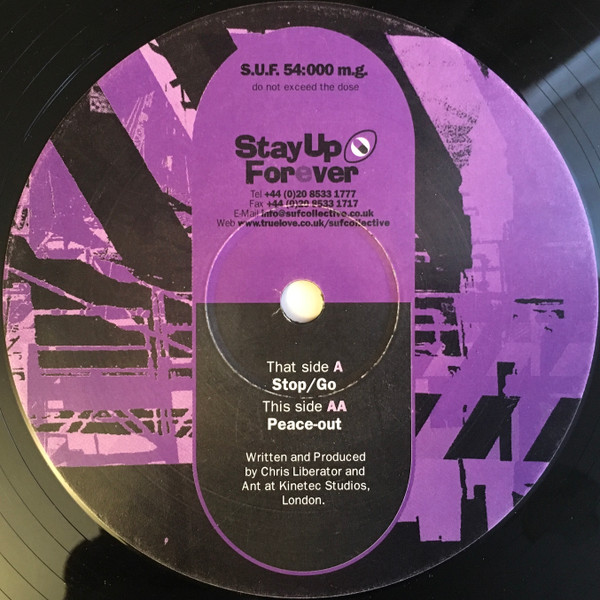 S.U.F. 54:000 m.g.
do not exceed the dose
StayUp
Forever
Tel +44 (0)20 8533 1777
Fax +44 (0)20 8533 1717
E-Mail info@sufcollective.co.uk
Web www.truelove.co.uk/sufcollective
That side A
Stop/Go
This side AA
Peace-out
Written and Produced
by Chris Liberator and
Ant at Kinetec Studios,
London.